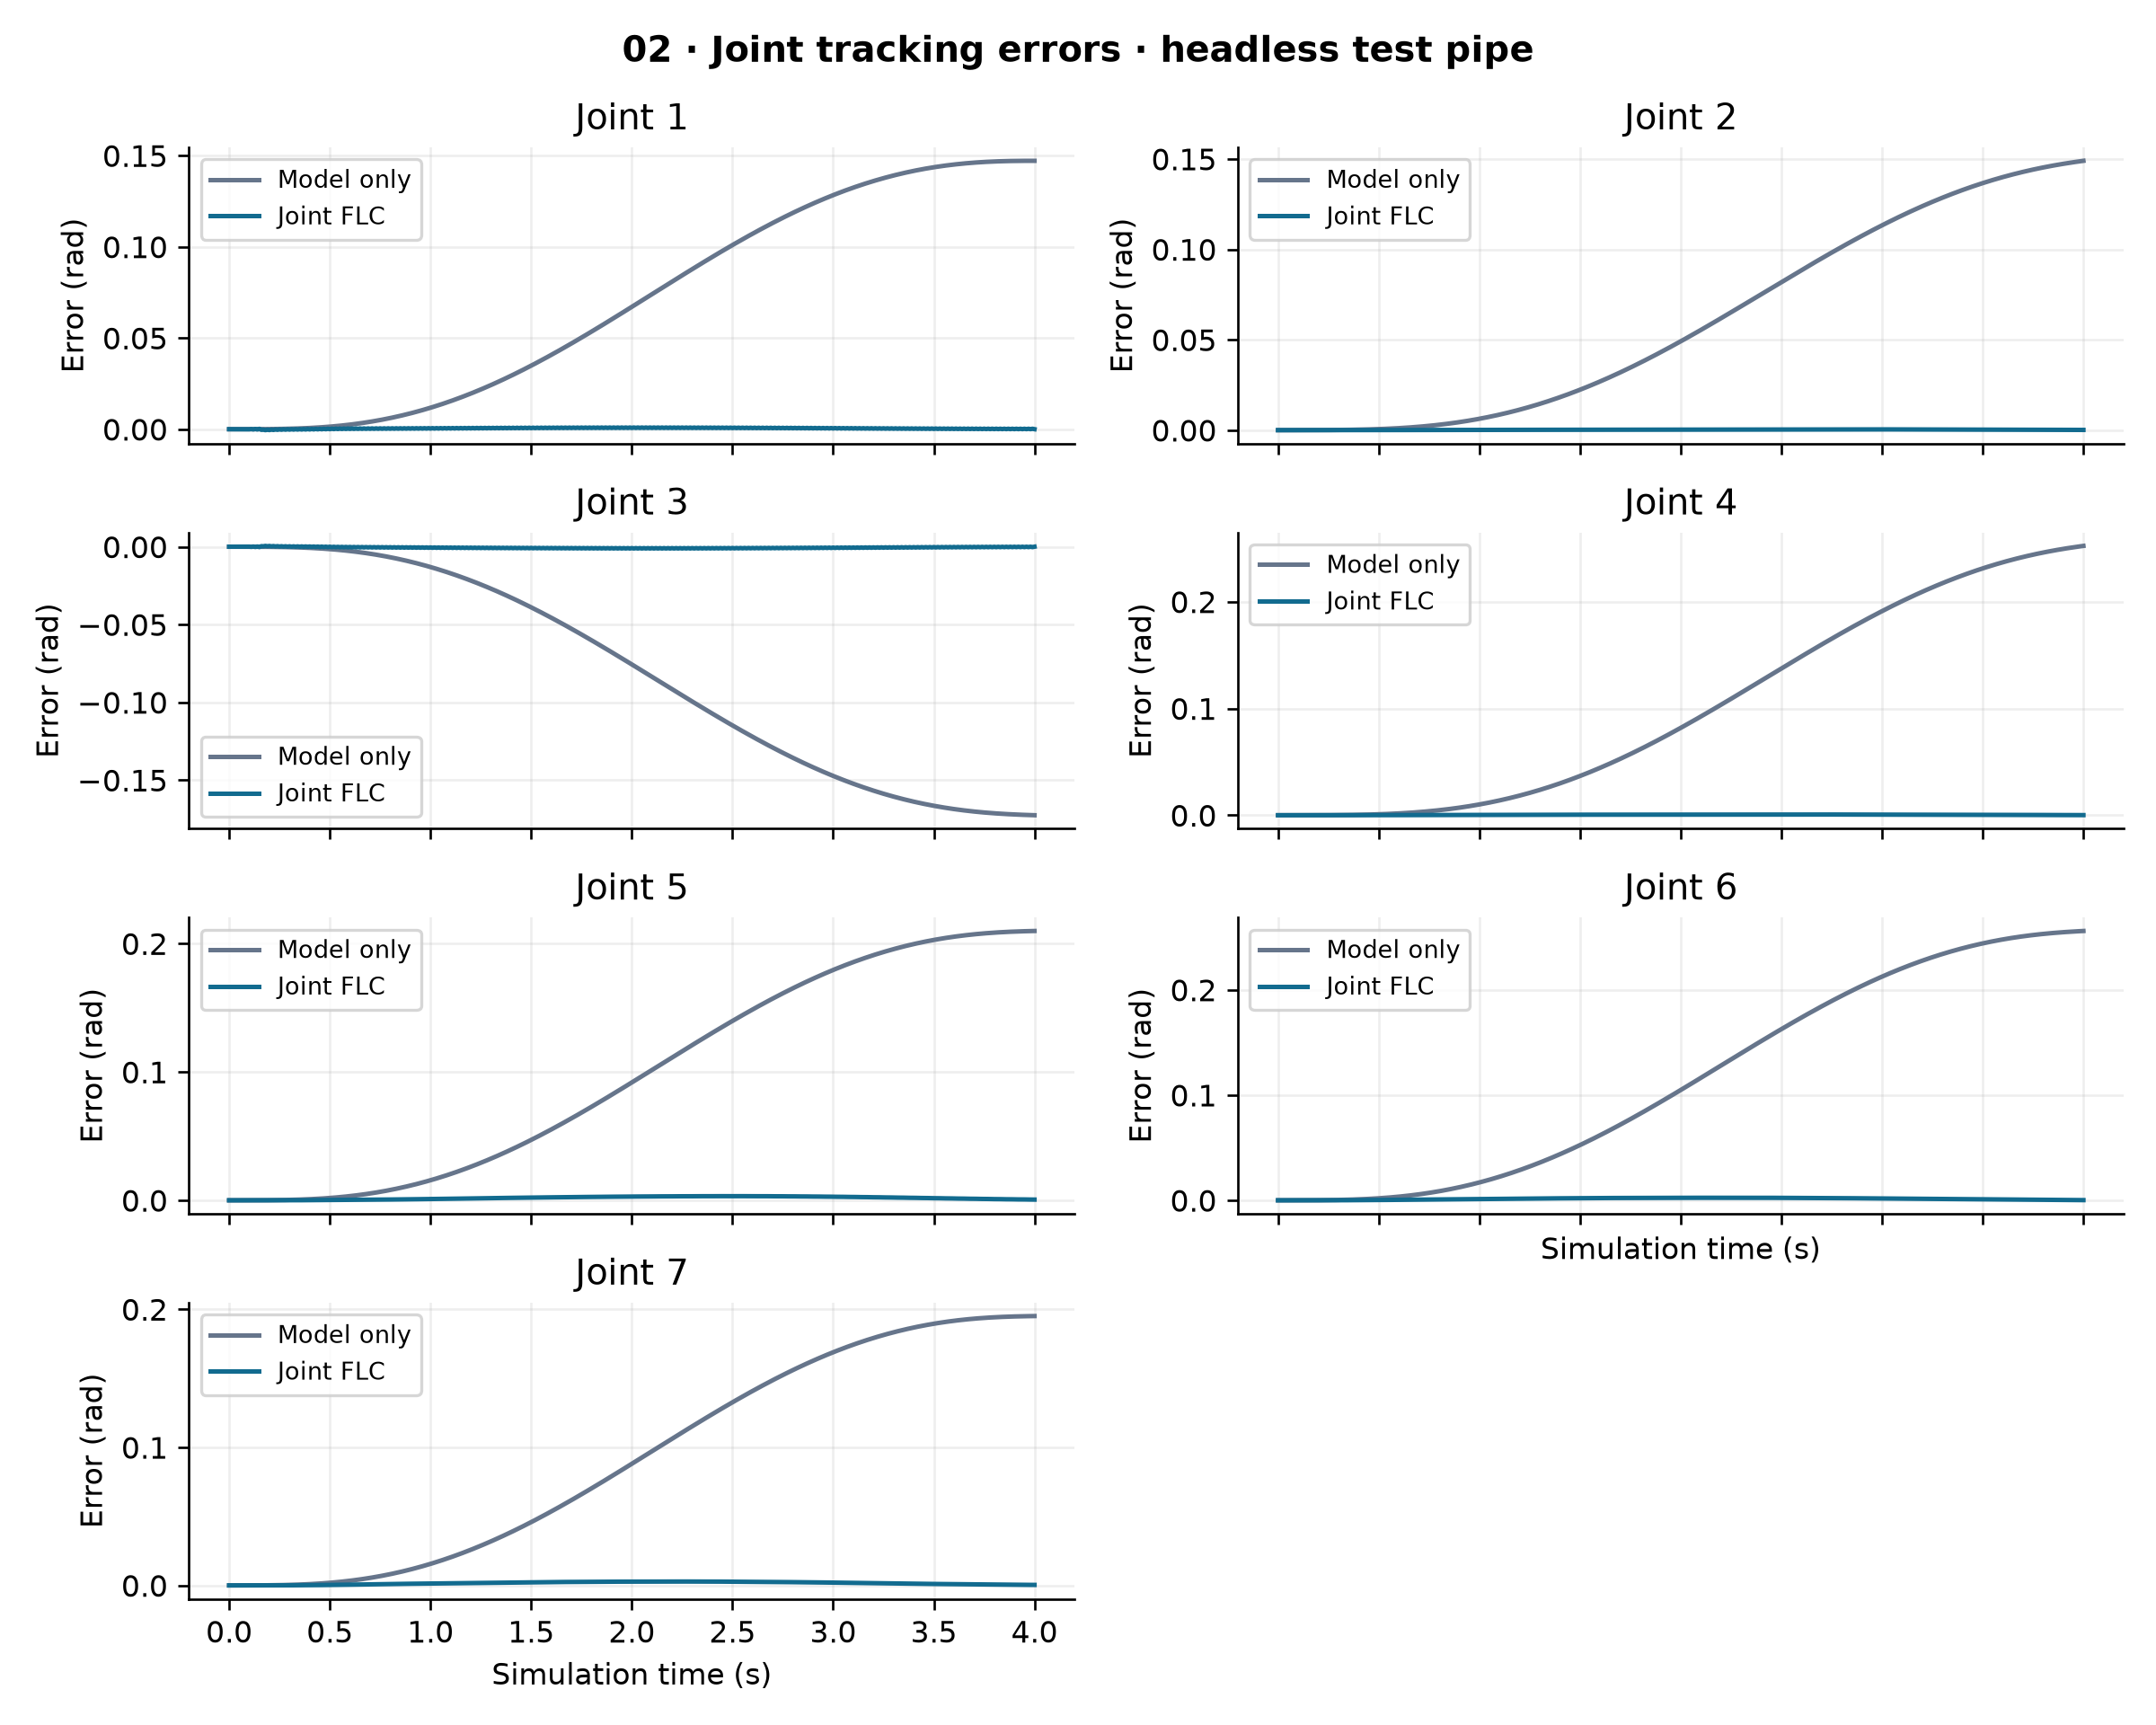 02 · Joint tracking errors · headless test pipe
Joint 1
Error (rad)
0.15
0.10
0.05
0.00
Model only
Joint FLC
Joint 2
Error (rad)
0.15
0.10
0.05
0.00
Model only
Joint FLC
Joint 3
Error (rad)
0.00
−0.05
−0.10
−0.15
Model only
Joint FLC
Joint 4
Error (rad)
0.2
0.1
0.0
Model only
Joint FLC
Joint 5
Error (rad)
0.2
0.1
0.0
Model only
Joint FLC
Joint 6
Error (rad)
0.2
0.1
0.0
Model only
Joint FLC
Simulation time (s)
Joint 7
Error (rad)
0.2
0.1
0.0
Model only
Joint FLC
0.0 0.5 1.0 1.5 2.0 2.5 3.0 3.5 4.0
Simulation time (s)